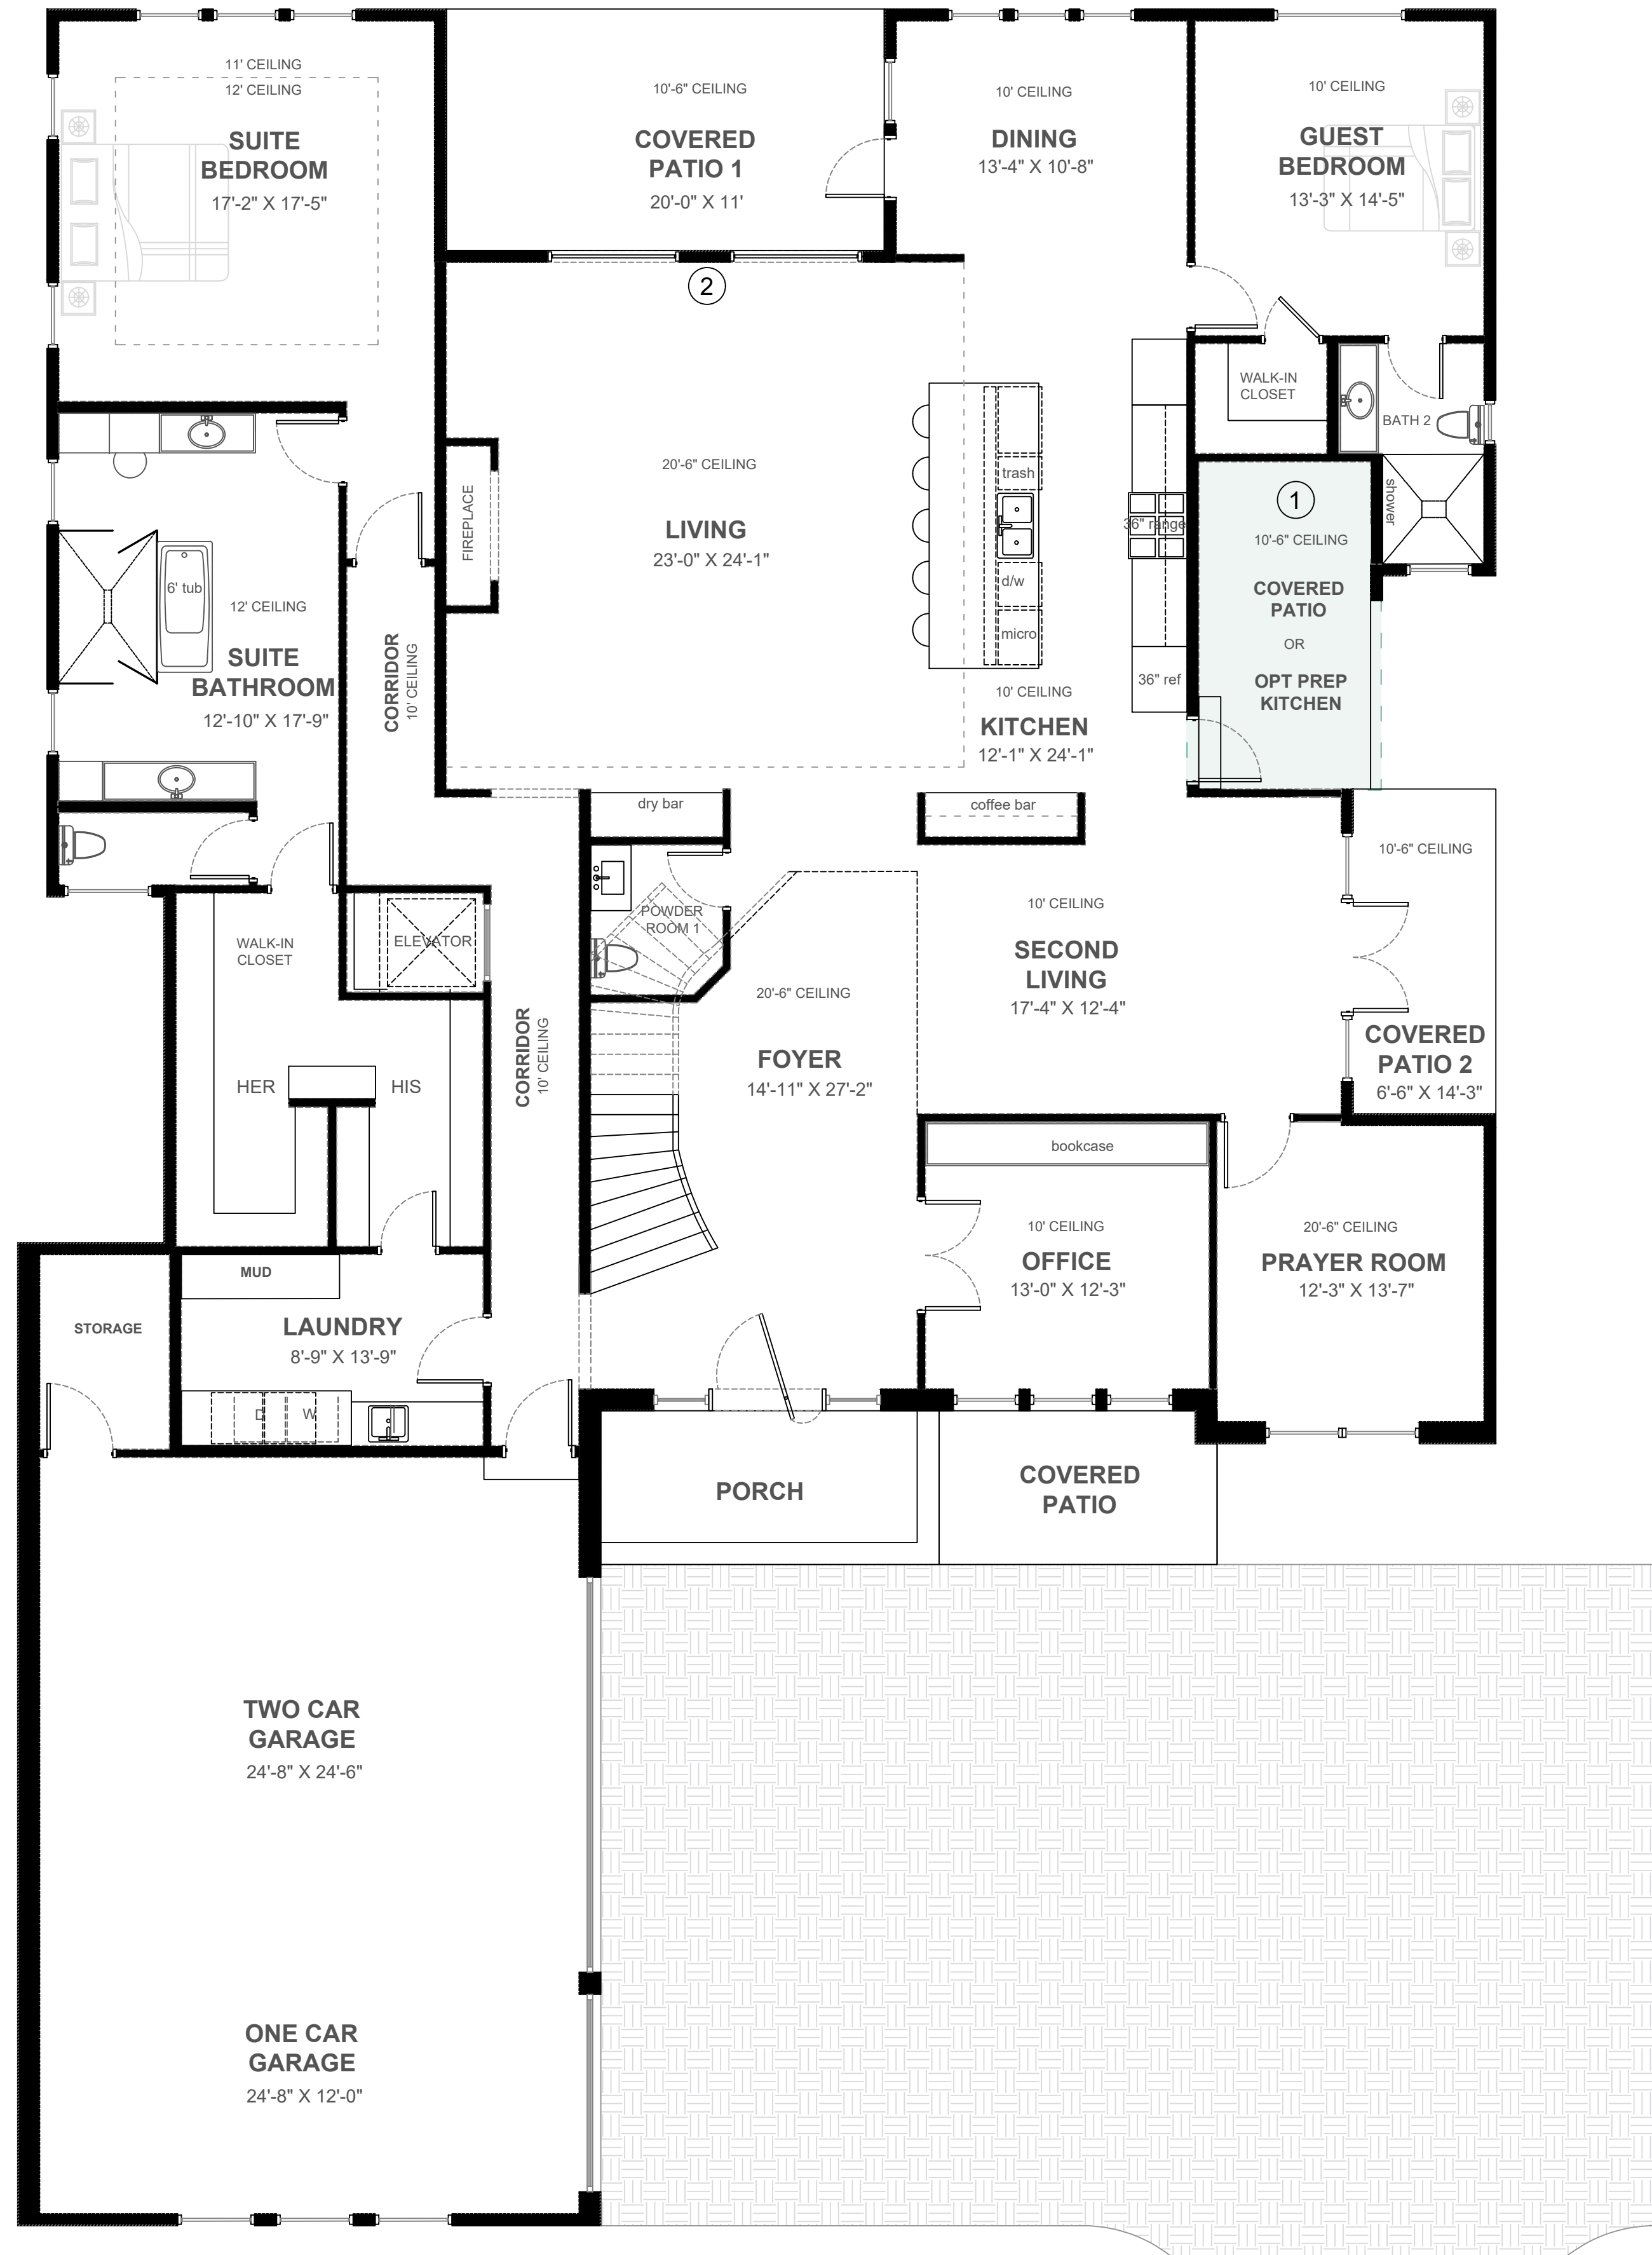 11' CEILING
12' CEILING
SUITE
BEDROOM
17'-2" X 17'-5"
10'-6" CEILING
COVERED
PATIO 1
20'-0" X 11'
10' CEILING
DINING
13'-4" X 10'-8"
10' CEILING
GUEST
BEDROOM
13'-3" X 14'-5"
2
WALK-IN
CLOSET
BATH 2
shower
20'-6" CEILING
LIVING
23'-0" X 24'-1"
FIREPLACE
trash
d/w
micro
36" range
36" ref
1
10'-6" CEILING
COVERED
PATIO
OR
OPT PREP
KITCHEN
6' tub
12' CEILING
SUITE
BATHROOM
12'-10" X 17'-9"
CORRIDOR
10' CEILING
10' CEILING
KITCHEN
12'-1" X 24'-1"
dry bar
coffee bar
10'-6" CEILING
COVERED
PATIO 2
6'-6" X 14'-3"
POWDER
ROOM 1
10' CEILING
SECOND
LIVING
17'-4" X 12'-4"
WALK-IN
CLOSET
ELEVATOR
20'-6" CEILING
FOYER
14'-11" X 27'-2"
CORRIDOR
10' CEILING
HER
HIS
bookcase
10' CEILING
OFFICE
13'-0" X 12'-3"
20'-6" CEILING
PRAYER ROOM
12'-3" X 13'-7"
MUD
STORAGE
LAUNDRY
8'-9" X 13'-9"
D
W
PORCH
COVERED
PATIO
TWO CAR
GARAGE
24'-8" X 24'-6"
ONE CAR
GARAGE
24'-8" X 12'-0"